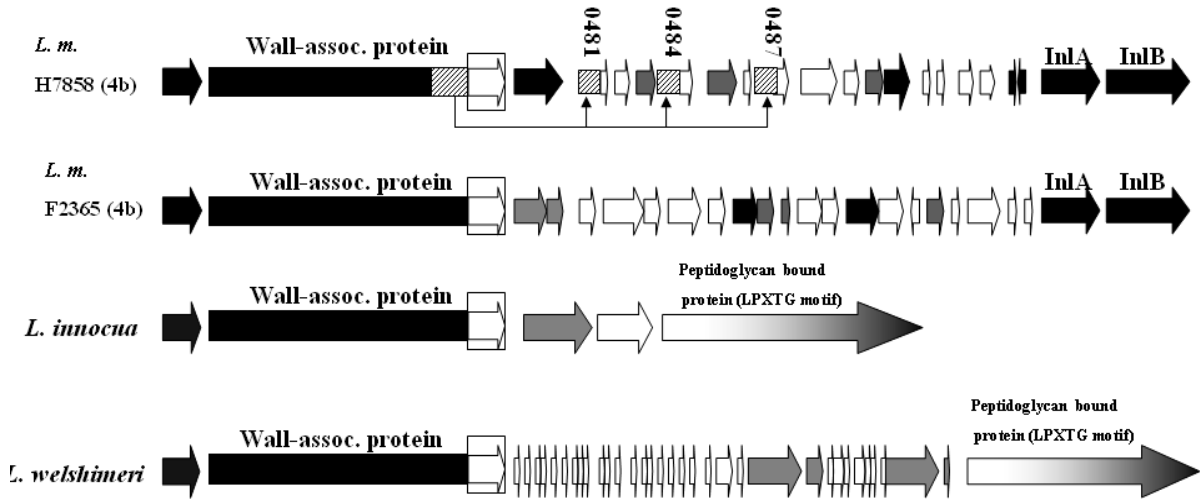 L. m.
H7858 (4b)
Wall-assoc. protein
0481
0484
0487
InlA
InlB
L. m.
F2365 (4b)
Wall-assoc. protein
InlA
InlB
L. innocua
Wall-assoc. protein
Peptidoglycan bound
protein (LPXTG motif)
L. welshimeri
Wall-assoc. protein
Peptidoglycan bound
protein (LPXTG motif)